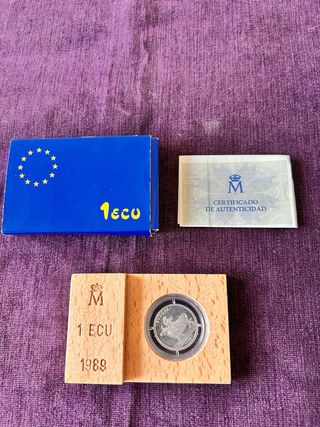 1ECU
M
CERTIFICADO
DE AUTENTICIDAD
M
1 ECU
1989